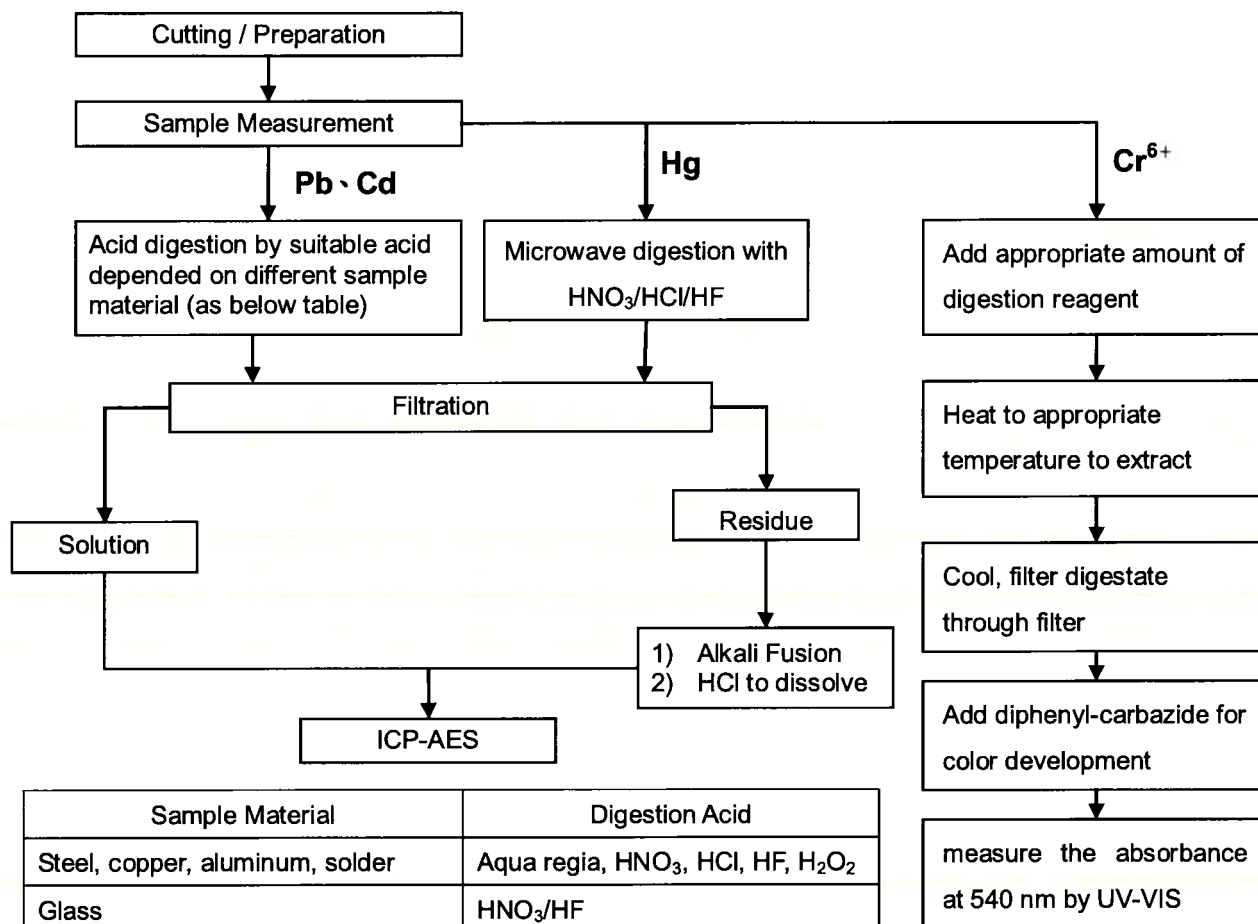 Cutting / Preparation
Sample Measurement
Pb、Cd
Hg
Cr⁶⁺
Acid digestion by suitable acid
depended on different sample
material (as below table)
Microwave digestion with
HNO₃/HCl/HF
Add appropriate amount of
digestion reagent
Filtration
Heat to appropriate
temperature to extract
Solution
Residue
Cool, filter digestate
through filter
1) Alkali Fusion
2) HCl to dissolve
ICP-AES
Add diphenyl-carbazide for
color development
measure the absorbance
at 540 nm by UV-VIS
Sample Material Digestion Acid
Steel, copper, aluminum, solder Aqua regia, HNO₃, HCl, HF, H₂O₂
Glass HNO₃/HF